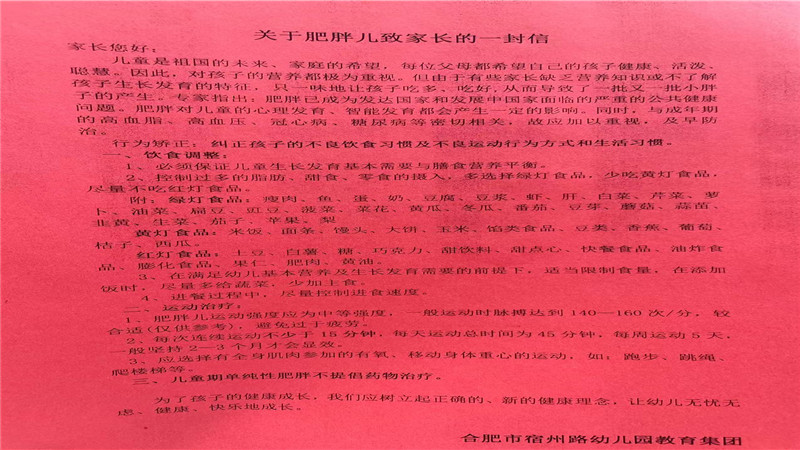 关于肥胖儿致家长的一封信
家长您好：
儿童是祖国的未来、家庭的希望，每位父母都希望自己的孩子健康、活泼、
聪慧。因此，对孩子的营养都极为重视。但由于有些家长缺乏营养知识或不了解
孩子生长发育的特征，只一味地让孩子吃多、吃好，从而导致了一批又一批小胖
子的产生。专家指出：肥胖已成为发达国家和发展中国家面临的严重的公共健康
问题。肥胖对儿童的心理发育、智能发育都会产生一定的影响。同时，与成年期
的高血脂、高血压、冠心病、糖尿病等密切相关，故应加以重视，及早防
治。
行为矫正：纠正孩子的不良饮食习惯及不良运动行为方式和生活习惯。
一、饮食调整：
1、必须保证儿童生长发育基本需要与膳食营养平衡。
2、控制过多的脂肪、甜食、零食的摄入，多选择绿灯食品，少吃黄灯食品，
尽量不吃红灯食品。
附：绿灯食品：瘦肉、鱼、蛋、奶、豆腐、豆浆、虾、肝、白菜、芹菜、萝
卜、油菜、扁豆、豇豆、菠菜、菜花、黄瓜、冬瓜、番茄、豆芽、蘑菇、蒜苗、
韭黄、生菜、茄子、苹果、梨
黄灯食品：米饭、面条、馒头、大饼、玉米、馅类食品、豆类、香蕉、葡萄、
桔子、西瓜。
红灯食品：土豆、白薯、糖、巧克力、甜饮料、甜点心、快餐食品、油炸食
品、膨化食品、果仁、肥肉、黄油。
3、在满足幼儿基本营养及生长发育需要的前提下，适当限制食量，在添加
饭时，尽量多给蔬菜，少加主食。
4、进餐过程中，尽量控制进食速度。
二、运动治疗：
1、肥胖儿运动强度应为中等强度，一般运动时脉搏达到140—160次/分，较
合适(仅供参考)，避免过于疲劳。
2、每次连续运动不少于15分钟，每天运动总时间为45分钟，每周运动5天，
一般坚持2—3个月才会显效。
3、应选择有全身肌肉参加的有氧、移动身体重心的运动，如：跑步、跳绳、
爬楼梯等。
三、儿童期单纯性肥胖不提倡药物治疗。
为了孩子的健康成长，我们应树立起正确的、新的健康理念，让幼儿无忧无
虑、健康、快乐地成长。
合肥市宿州路幼儿园教育集团